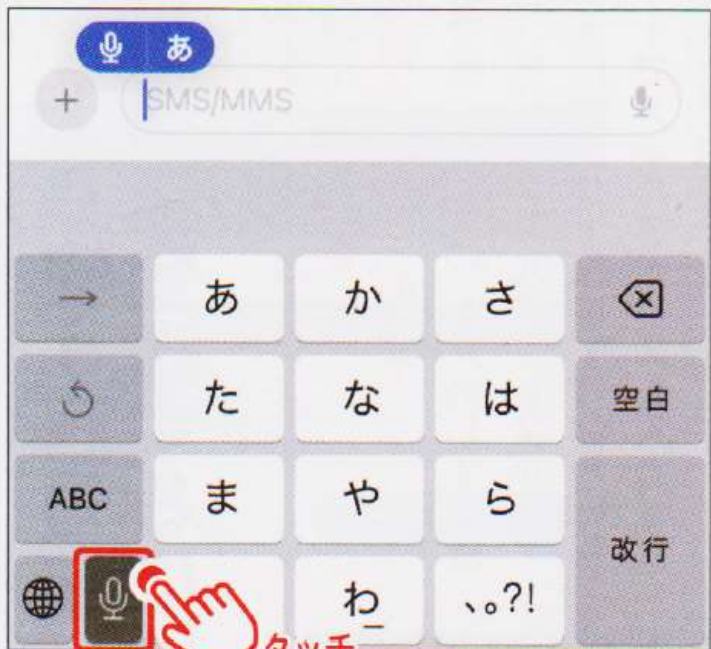 あ
SMS/MMS
→ あ か さ
た な は 空白
ABC ま や ら 改行
わ_ 、。?!
タッチ